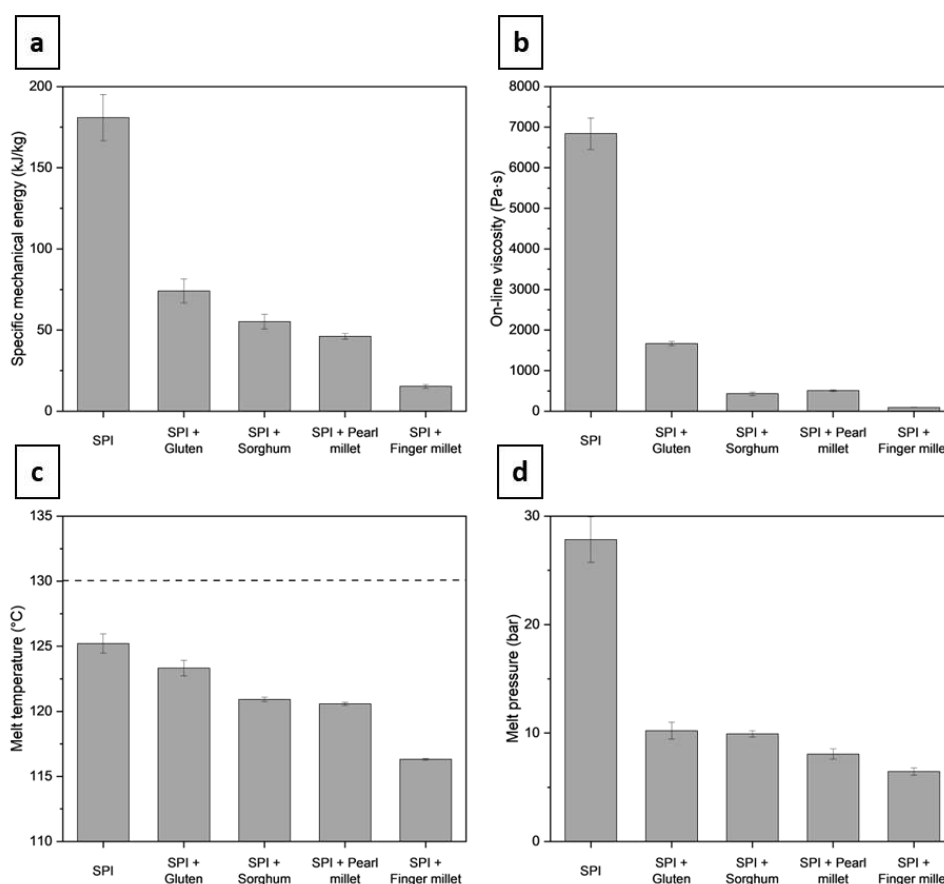 a
200
150
100
50
0
Specific mechanical energy (kJ/kg)
SPI
SPI +
Gluten
SPI +
Sorghum
SPI + Pearl
millet
SPI +
Finger millet
b
8000
7000
6000
5000
4000
3000
2000
1000
0
On-line viscosity (Pa·s)
SPI
SPI +
Gluten
SPI +
Sorghum
SPI + Pearl
millet
SPI +
Finger mille
c
135
130
125
120
115
110
Melt temperature (°C)
SPI
SPI +
Gluten
SPI +
Sorghum
SPI + Pearl
millet
SPI +
Finger millet
d
30
20
10
0
Melt pressure (bar)
SPI
SPI +
Gluten
SPI +
Sorghum
SPI + Pearl
millet
SPI +
Finger millet